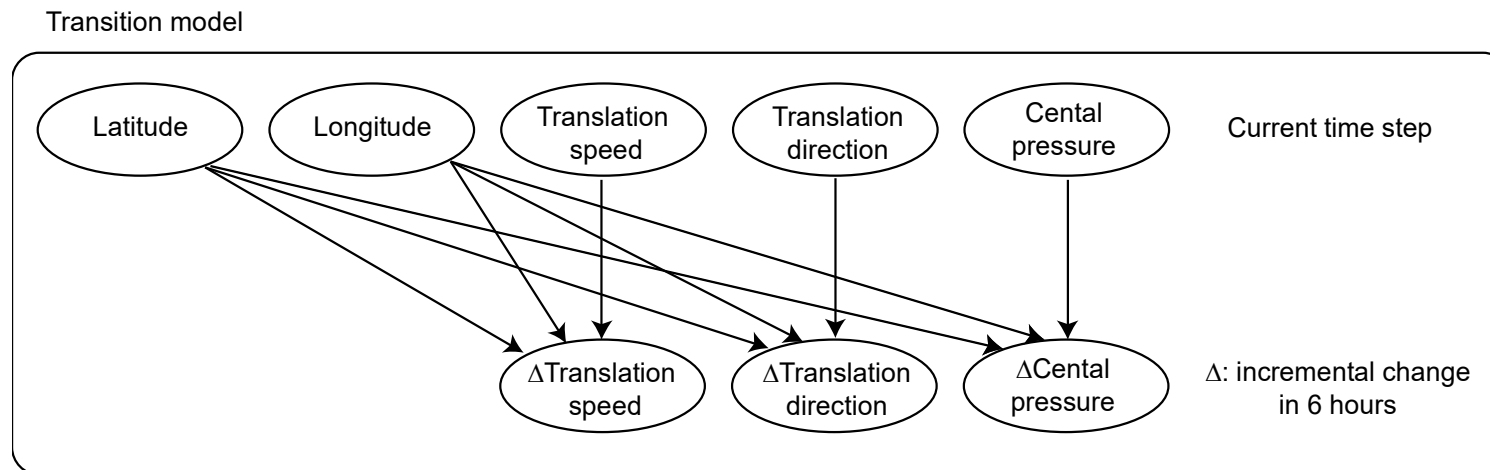 Transition model
Latitude
Longitude
Translation
speed
Translation
direction
Cental
pressure
Current time step
ΔTranslation
speed
ΔTranslation
direction
ΔCental
pressure
Δ: incremental change
in 6 hours